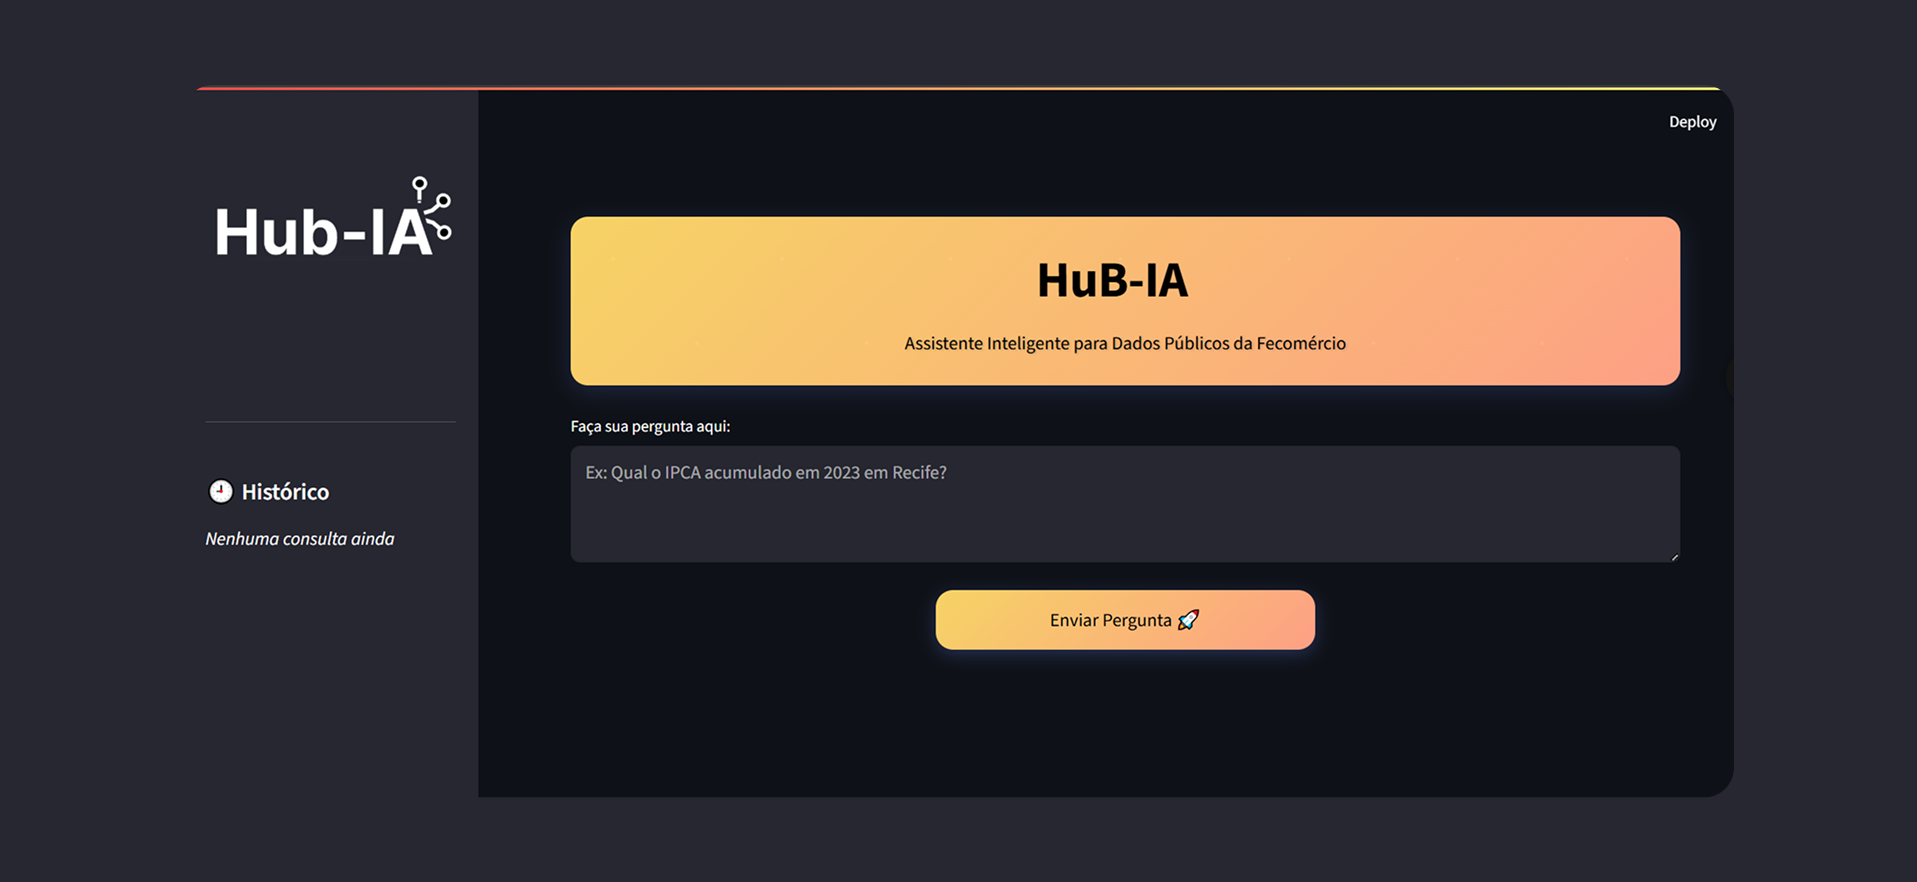 Deploy
Hub-IA
HuB-IA
Assistente Inteligente para Dados Públicos da Fecomércio
Faça sua pergunta aqui:
Ex: Qual o IPCA acumulado em 2023 em Recife?
Enviar Pergunta 🚀
🕘 Histórico
Nenhuma consulta ainda